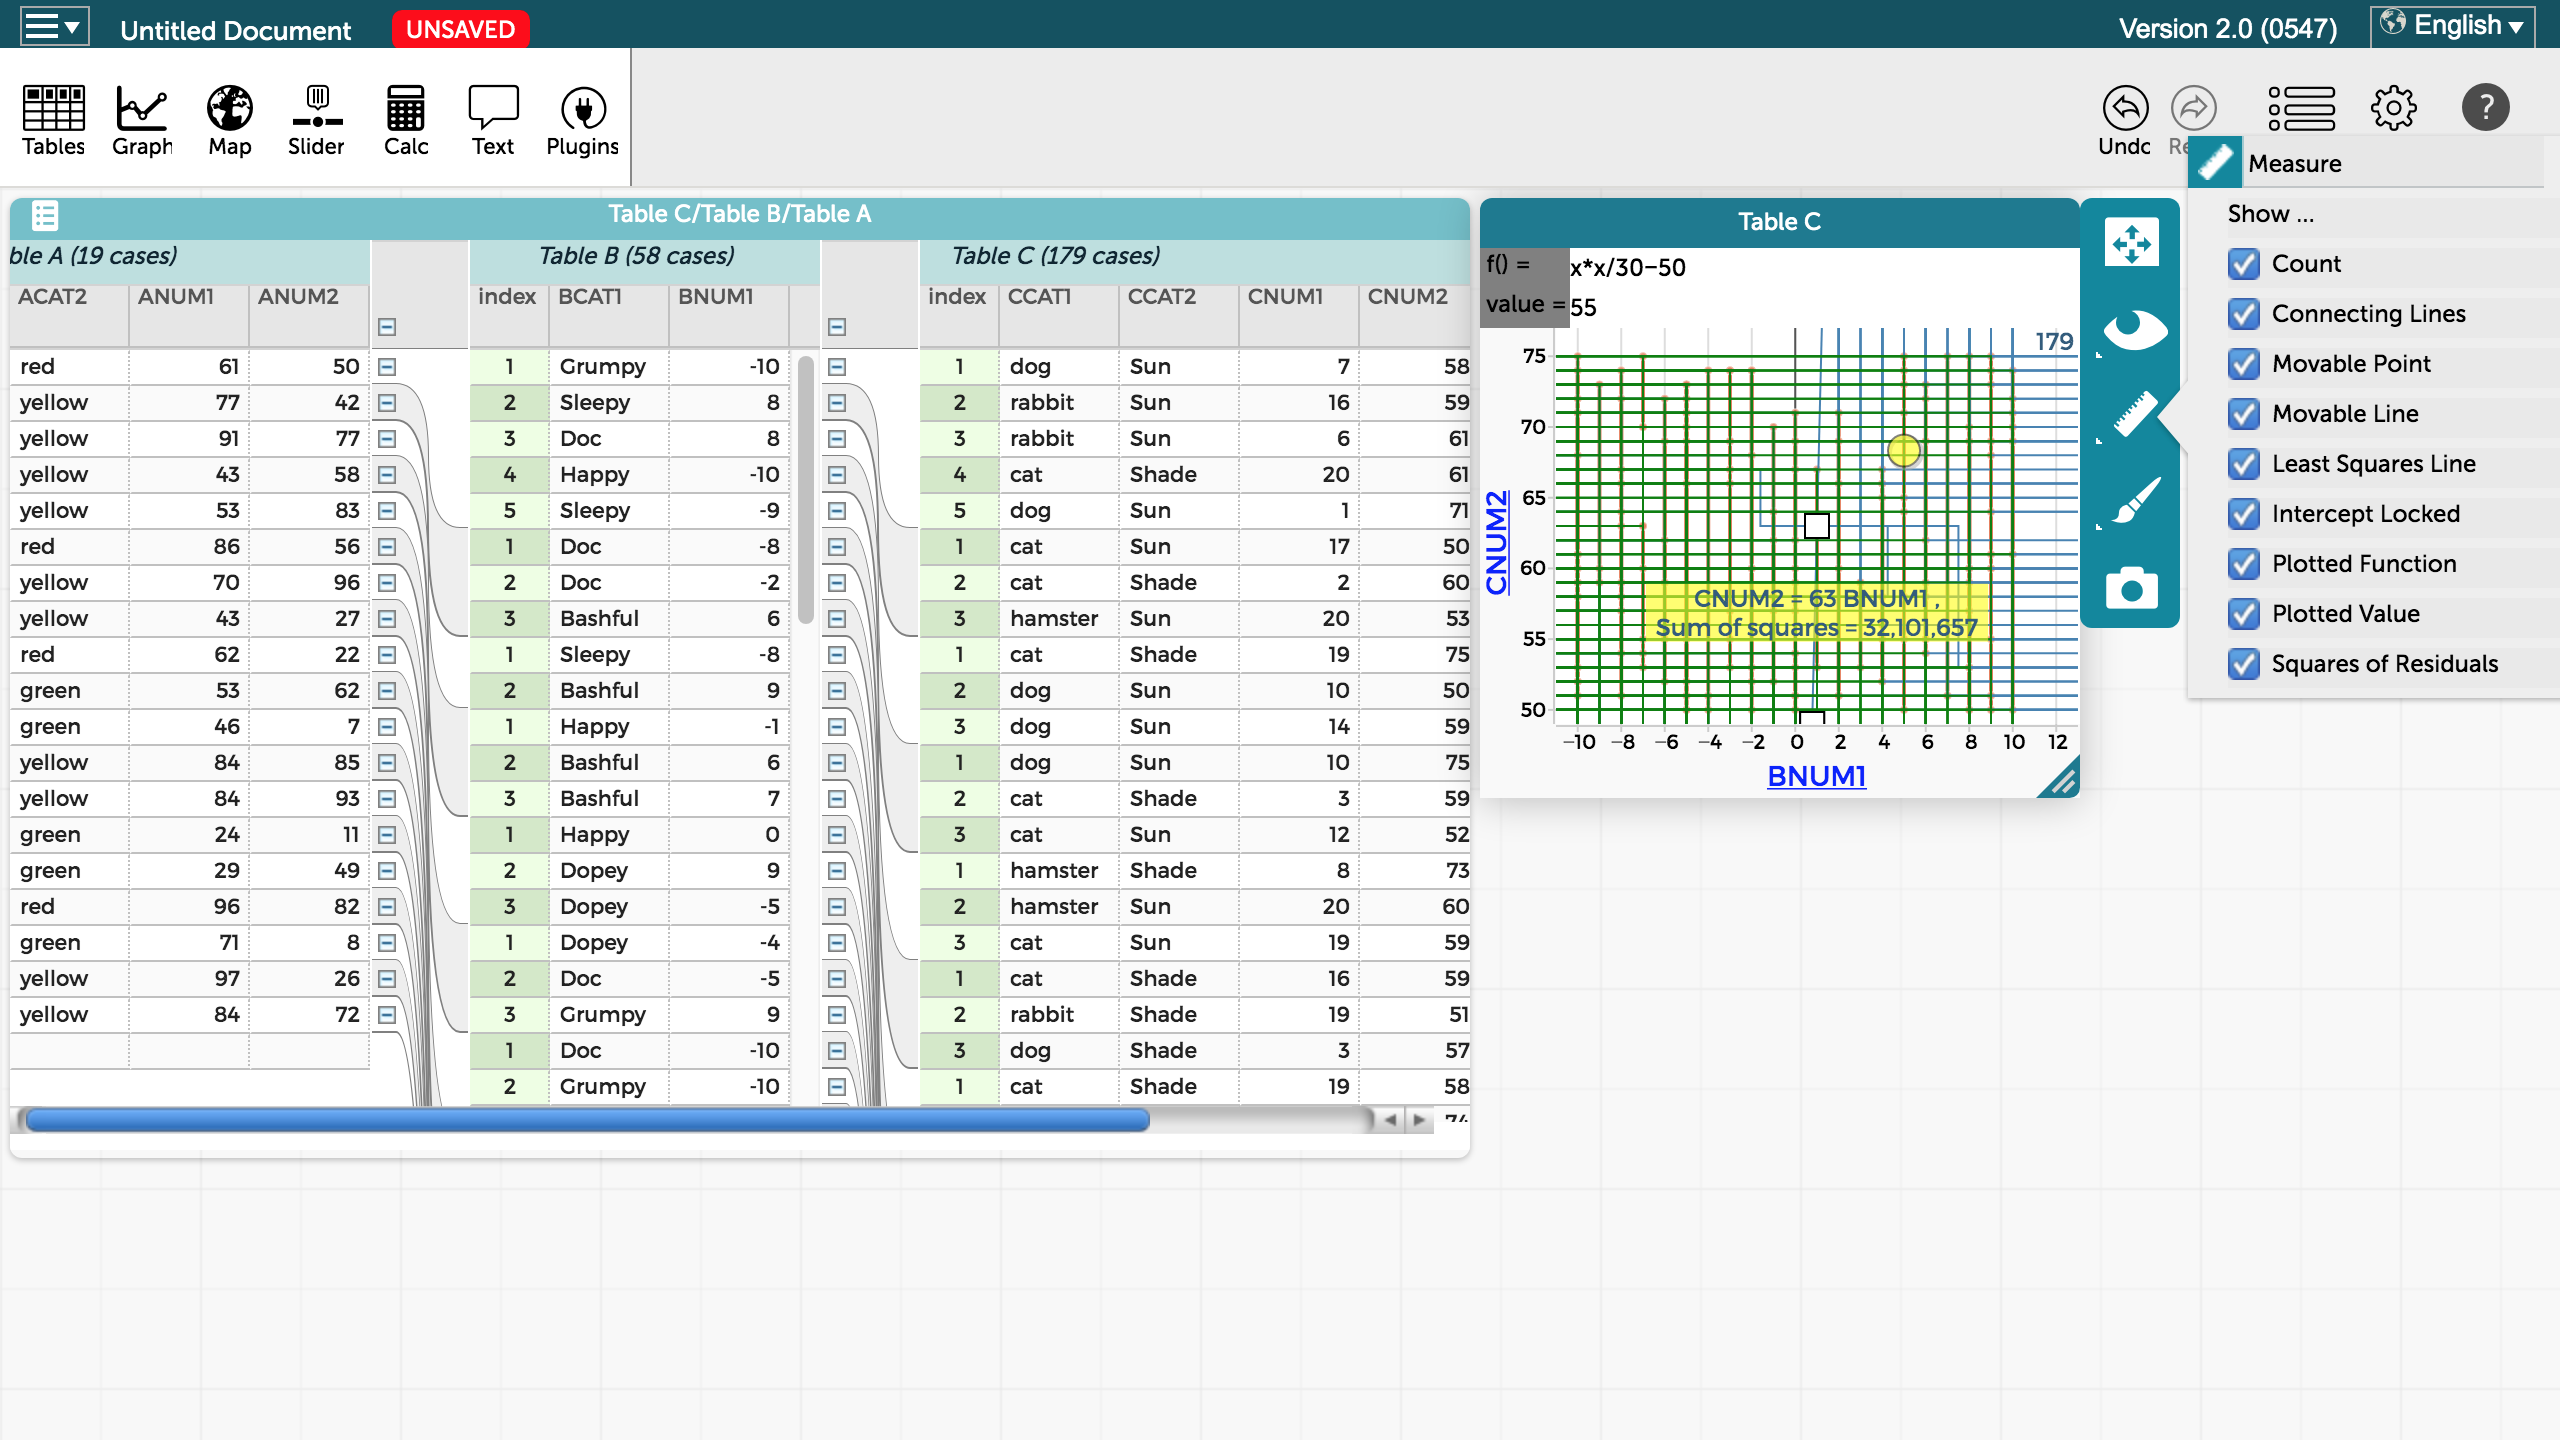 Untitled Document UNSAVED Version 2.0 (0547) English
Tables Graph Map Slider Calc Text Plugins Undo
Measure
Show ...
Count
Connecting Lines
Movable Point
Movable Line
Least Squares Line
Intercept Locked
Plotted Function
Plotted Value
Squares of Residuals
Table C/Table B/Table A
ble A (19 cases) Table B (58 cases) Table C (179 cases)
ACAT2 ANUM1 ANUM2 index BCAT1 BNUM1 index CCAT1 CCAT2 CNUM1 CNUM2
red 61 50 1 Grumpy -10 1 dog Sun 7 58
yellow 77 42 2 Sleepy 8 2 rabbit Sun 16 59
yellow 91 77 3 Doc 8 3 rabbit Sun 6 61
yellow 43 58 4 Happy -10 4 cat Shade 20 61
yellow 53 83 5 Sleepy -9 5 dog Sun 1 71
red 86 56 1 Doc -8 1 cat Sun 17 50
yellow 70 96 2 Doc -2 2 cat Shade 2 60
yellow 43 27 3 Bashful 6 3 hamster Sun 20 53
red 62 22 1 Sleepy -8 1 cat Shade 19 75
green 53 62 2 Bashful 9 2 dog Sun 10 50
green 46 7 1 Happy -1 3 dog Sun 14 59
yellow 84 85 2 Bashful 6 1 dog Sun 10 75
yellow 84 93 3 Bashful 7 2 cat Shade 3 59
green 24 11 1 Happy 0 3 cat Sun 12 52
green 29 49 2 Dopey 9 1 hamster Shade 8 73
red 96 82 3 Dopey -5 2 hamster Sun 20 60
green 71 8 1 Dopey -4 3 cat Sun 19 59
yellow 97 26 2 Doc -5 1 cat Shade 16 59
yellow 84 72 3 Grumpy 9 2 rabbit Shade 19 51
1 Doc -10 3 dog Shade 3 57
2 Grumpy -10 1 cat Shade 19 58
Table C
f() = x*x/30−50
value = 55
179
75
70
65
60
55
50
CNUM2
CNUM2 = 63 BNUM1 ,
Sum of squares = 32,101,657
−10 −8 −6 −4 −2 0 2 4 6 8 10 12
BNUM1